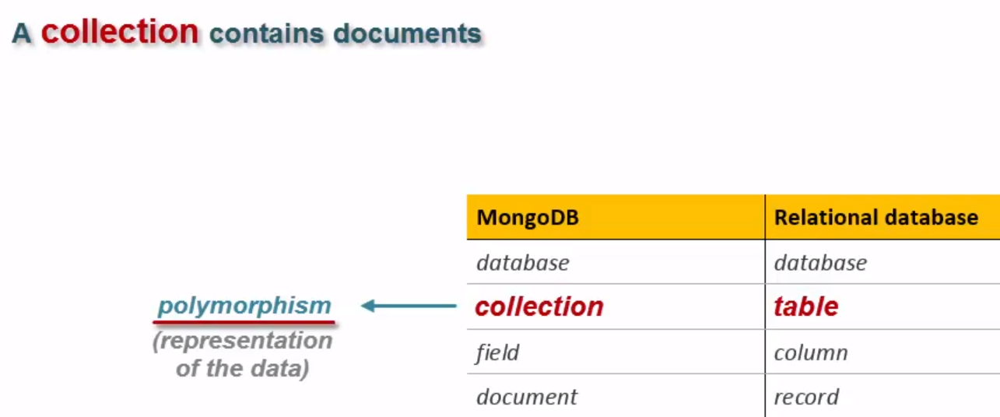 A collection contains documents
MongoDB Relational database
database database
polymorphism collection table
(representation
of the data)
field column
document record